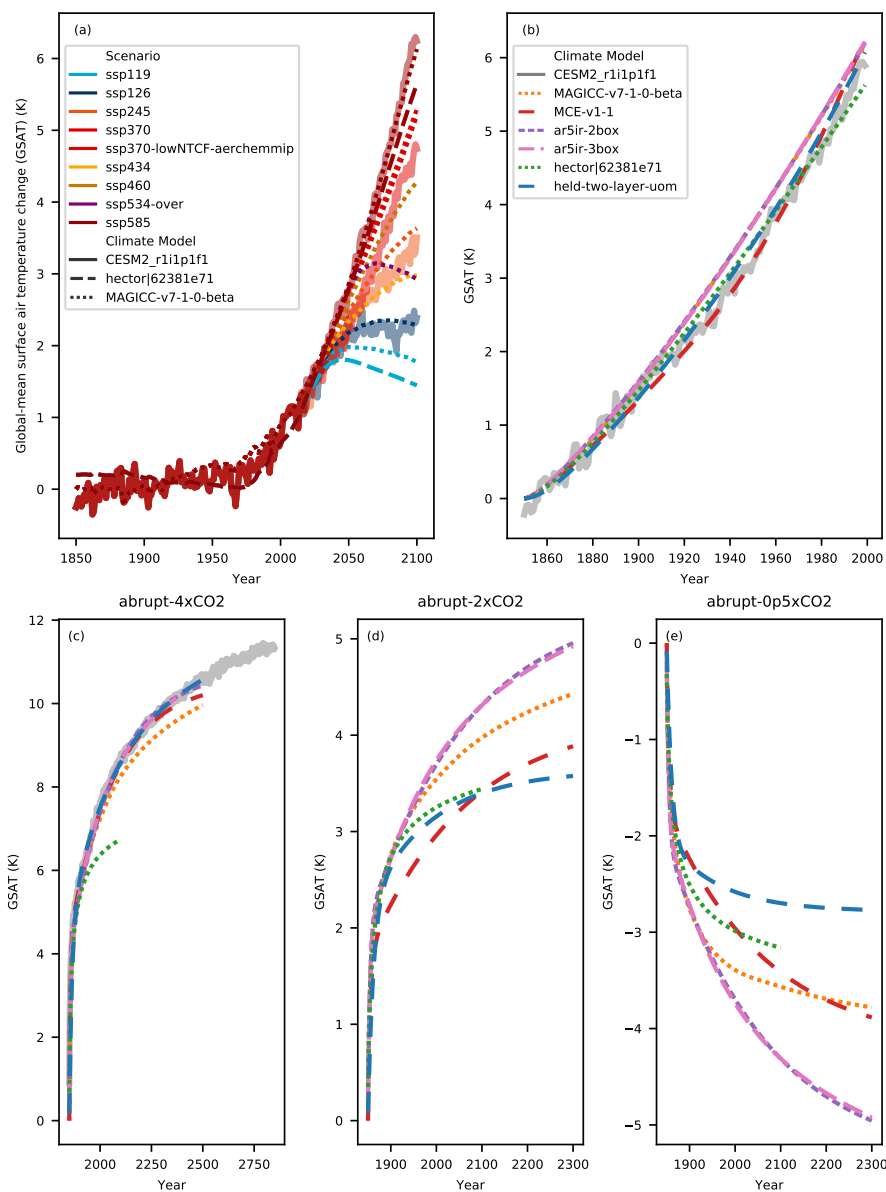 (a)
Scenario
ssp119
ssp126
ssp245
ssp370
ssp370-lowNTCF-aerchemmip
ssp434
ssp460
ssp534-over
ssp585
Climate Model
CESM2_r1i1p1f1
hector|62381e71
MAGICC-v7-1-0-beta
Global-mean surface air temperature change (GSAT) (K)
6
5
4
3
2
1
0
1850 1900 1950 2000 2050 2100
Year
(b)
Climate Model
CESM2_r1i1p1f1
MAGICC-v7-1-0-beta
MCE-v1-1
ar5ir-2box
ar5ir-3box
hector|62381e71
held-two-layer-uom
GSAT (K)
6
5
4
3
2
1
0
1860 1880 1900 1920 1940 1960 1980 2000
Year
abrupt-4xCO2
(c)
GSAT (K)
12
10
8
6
4
2
0
2000 2250 2500 2750
Year
abrupt-2xCO2
(d)
GSAT (K)
5
4
3
2
1
0
1900 2000 2100 2200 2300
Year
abrupt-0p5xCO2
(e)
GSAT (K)
0
−1
−2
−3
−4
−5
1900 2000 2100 2200 2300
Year